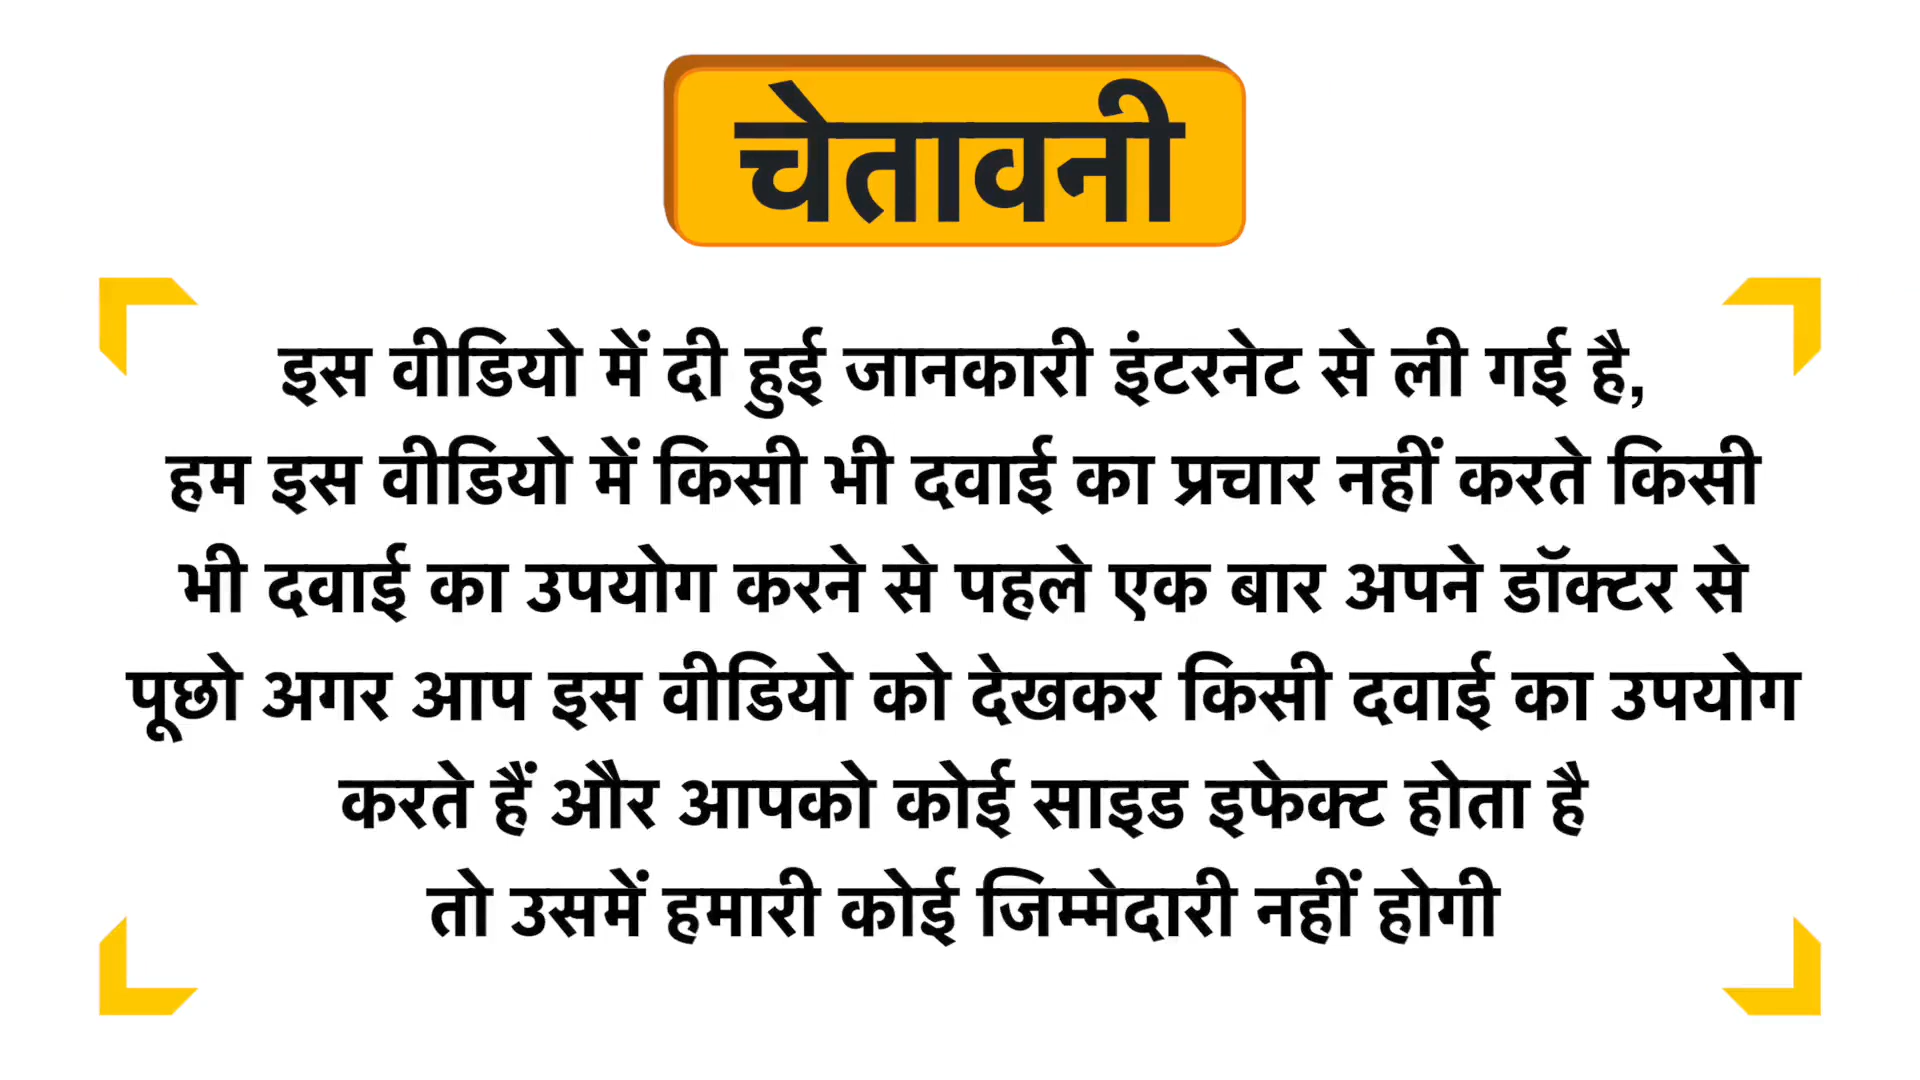 चेतावनी
इस वीडियो में दी हुई जानकारी इंटरनेट से ली गई है,
हम इस वीडियो में किसी भी दवाई का प्रचार नहीं करते किसी
भी दवाई का उपयोग करने से पहले एक बार अपने डॉक्टर से
पूछो अगर आप इस वीडियो को देखकर किसी दवाई का उपयोग
करते हैं और आपको कोई साइड इफेक्ट होता है
तो उसमें हमारी कोई जिम्मेदारी नहीं होगी